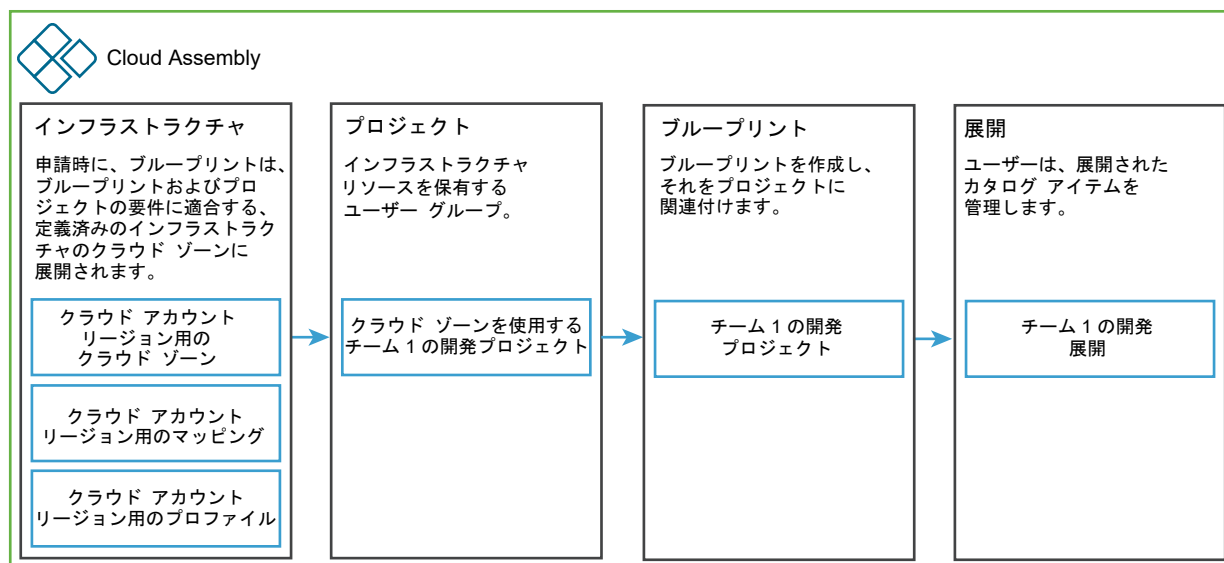 Cloud Assembly
インフラストラクチャ
申請時に、ブループリントは、
ブループリントおよびプロ
ジェクトの要件に適合する、
定義済みのインフラストラク
チャのクラウド ゾーンに
展開されます。
クラウド アカウント
リージョン用の
クラウド ゾーン
クラウド アカウント
リージョン用のマッピング
クラウド アカウント
リージョン用のプロファイル
プロジェクト
インフラストラクチャ
リソースを保有する
ユーザー グループ。
クラウド ゾーンを使用する
チーム 1 の開発プロジェクト
ブループリント
ブループリントを作成し、
それをプロジェクトに
関連付けます。
チーム 1 の開発
プロジェクト
展開
ユーザーは、展開された
カタログ アイテムを
管理します。
チーム 1 の開発
展開